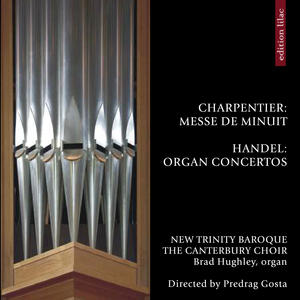 edition lilac
CHARPENTIER:
MESSE DE MINUIT
HANDEL:
ORGAN CONCERTOS
NEW TRINITY BAROQUE
THE CANTERBURY CHOIR
Brad Hughley, organ
Directed by Predrag Gosta